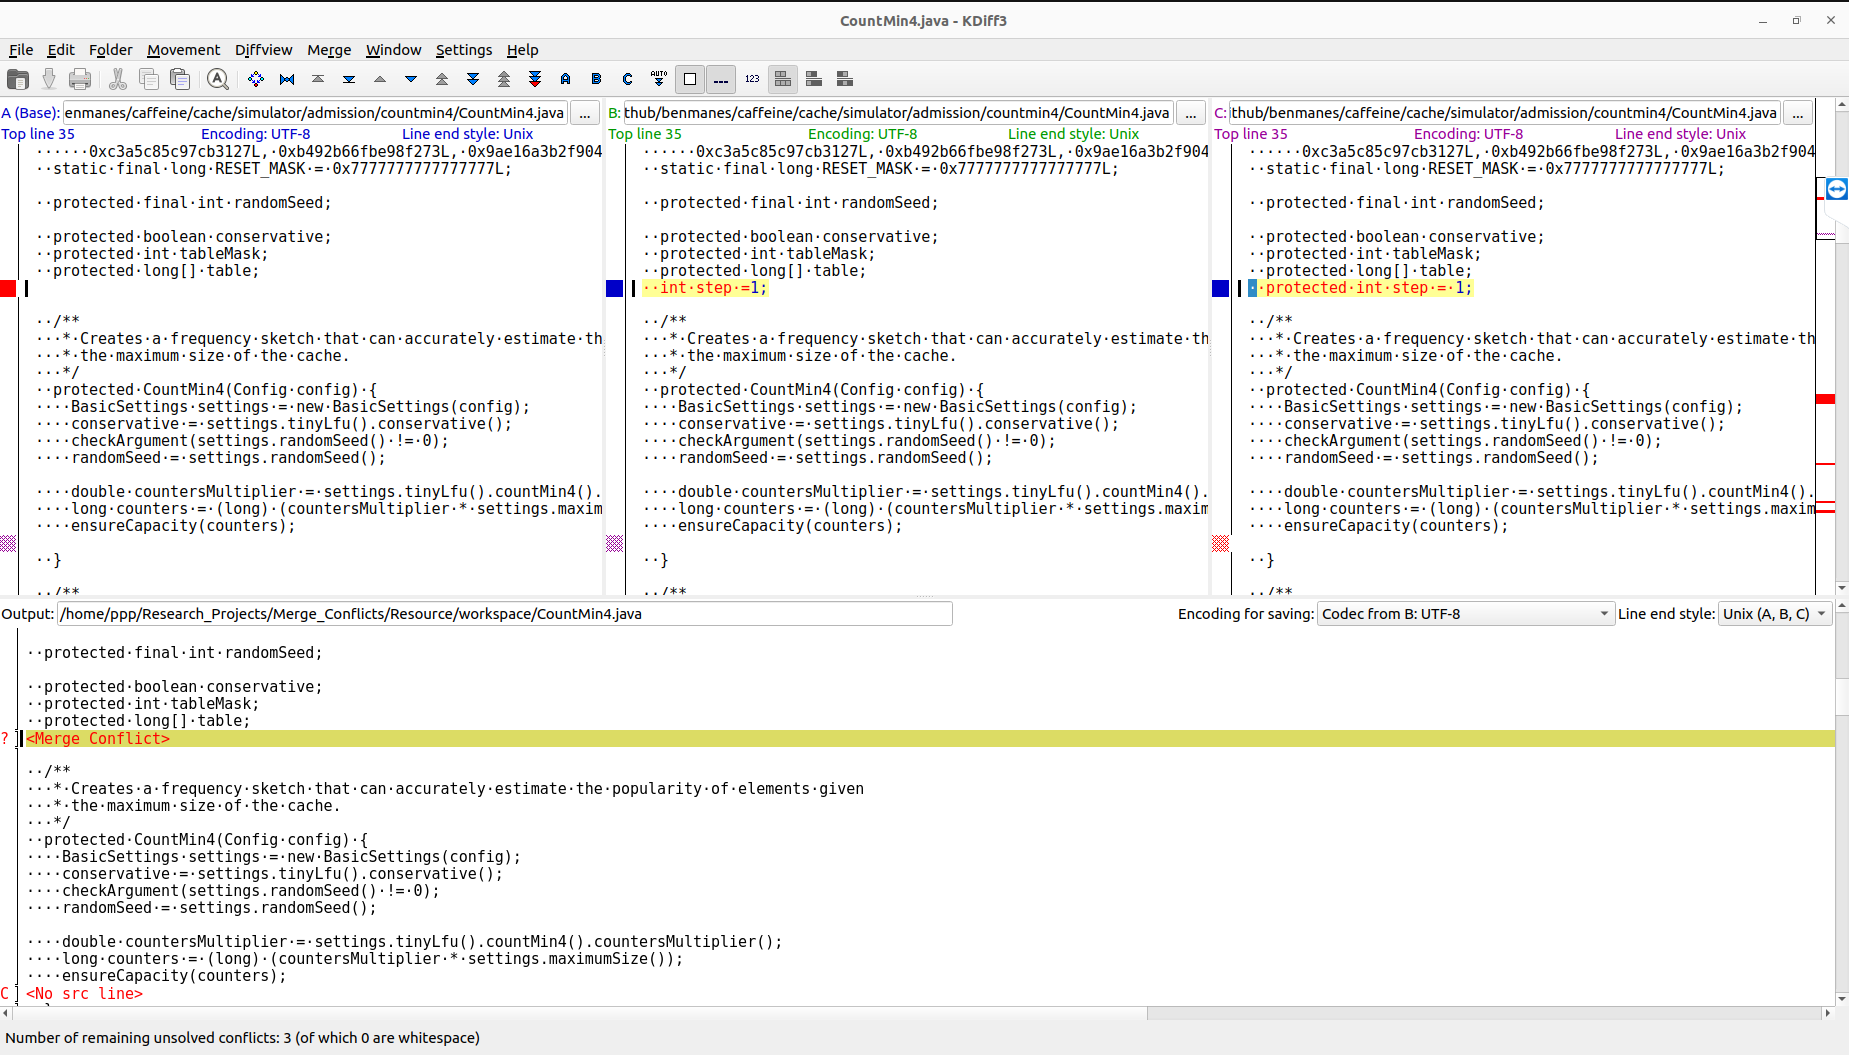 CountMin4.java - KDiff3
File Edit Folder Movement Diffview Merge Window Settings Help
A B C AUTO 123
A (Base): enmanes/caffeine/cache/simulator/admission/countmin4/CountMin4.java ...
Top line 35 Encoding: UTF-8 Line end style: Unix
······0xc3a5c85c97cb3127L,·0xb492b66fbe98f273L,·0x9ae16a3b2f904
··static·final·long·RESET_MASK·=·0x7777777777777777L;
··protected·final·int·randomSeed;
··protected·boolean·conservative;
··protected·int·tableMask;
··protected·long[]·table;
··/**
···*·Creates·a·frequency·sketch·that·can·accurately·estimate·th
···*·the·maximum·size·of·the·cache.
···*/
··protected·CountMin4(Config·config)·{
····BasicSettings·settings·=·new·BasicSettings(config);
····conservative·=·settings.tinyLfu().conservative();
····checkArgument(settings.randomSeed()·!=·0);
····randomSeed·=·settings.randomSeed();
····double·countersMultiplier·=·settings.tinyLfu().countMin4().
····long·counters·=·(long)·(countersMultiplier·*·settings.maxim
····ensureCapacity(counters);
··}
··/**
B: thub/benmanes/caffeine/cache/simulator/admission/countmin4/CountMin4.java ...
Top line 35 Encoding: UTF-8 Line end style: Unix
······0xc3a5c85c97cb3127L,·0xb492b66fbe98f273L,·0x9ae16a3b2f904
··static·final·long·RESET_MASK·=·0x7777777777777777L;
··protected·final·int·randomSeed;
··protected·boolean·conservative;
··protected·int·tableMask;
··protected·long[]·table;
··int·step·=1;
··/**
···*·Creates·a·frequency·sketch·that·can·accurately·estimate·th
···*·the·maximum·size·of·the·cache.
···*/
··protected·CountMin4(Config·config)·{
····BasicSettings·settings·=·new·BasicSettings(config);
····conservative·=·settings.tinyLfu().conservative();
····checkArgument(settings.randomSeed()·!=·0);
····randomSeed·=·settings.randomSeed();
····double·countersMultiplier·=·settings.tinyLfu().countMin4().
····long·counters·=·(long)·(countersMultiplier·*·settings.maxim
····ensureCapacity(counters);
··}
··/**
C: ithub/benmanes/caffeine/cache/simulator/admission/countmin4/CountMin4.java ...
Top line 35 Encoding: UTF-8 Line end style: Unix
······0xc3a5c85c97cb3127L,·0xb492b66fbe98f273L,·0x9ae16a3b2f904
··static·final·long·RESET_MASK·=·0x7777777777777777L;
··protected·final·int·randomSeed;
··protected·boolean·conservative;
··protected·int·tableMask;
··protected·long[]·table;
··protected·int·step·=·1;
··/**
···*·Creates·a·frequency·sketch·that·can·accurately·estimate·th
···*·the·maximum·size·of·the·cache.
···*/
··protected·CountMin4(Config·config)·{
····BasicSettings·settings·=·new·BasicSettings(config);
····conservative·=·settings.tinyLfu().conservative();
····checkArgument(settings.randomSeed()·!=·0);
····randomSeed·=·settings.randomSeed();
····double·countersMultiplier·=·settings.tinyLfu().countMin4().
····long·counters·=·(long)·(countersMultiplier·*·settings.maxim
····ensureCapacity(counters);
··}
··/**
Output: /home/ppp/Research_Projects/Merge_Conflicts/Resource/workspace/CountMin4.java Encoding for saving: Codec from B: UTF-8 Line end style: Unix (A, B, C)
··protected·final·int·randomSeed;
··protected·boolean·conservative;
··protected·int·tableMask;
··protected·long[]·table;
? <Merge Conflict>
··/**
···*·Creates·a·frequency·sketch·that·can·accurately·estimate·the·popularity·of·elements·given
···*·the·maximum·size·of·the·cache.
···*/
··protected·CountMin4(Config·config)·{
····BasicSettings·settings·=·new·BasicSettings(config);
····conservative·=·settings.tinyLfu().conservative();
····checkArgument(settings.randomSeed()·!=·0);
····randomSeed·=·settings.randomSeed();
····double·countersMultiplier·=·settings.tinyLfu().countMin4().countersMultiplier();
····long·counters·=·(long)·(countersMultiplier·*·settings.maximumSize());
····ensureCapacity(counters);
C <No src line>
Number of remaining unsolved conflicts: 3 (of which 0 are whitespace)